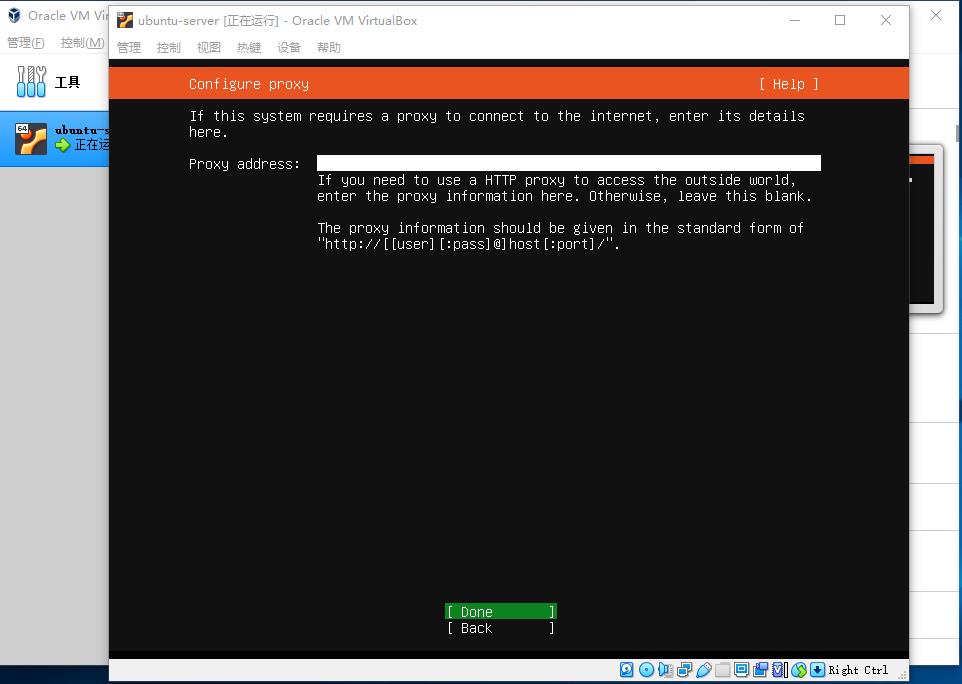 Oracle VM Vir
管理(F) 控制(M)
工具
64
ubuntu-s
正在运
ubuntu-server [正在运行] - Oracle VM VirtualBox
管理 控制 视图 热键 设备 帮助
Configure proxy [ Help ]
If this system requires a proxy to connect to the internet, enter its details
here.
Proxy address:
If you need to use a HTTP proxy to access the outside world,
enter the proxy information here. Otherwise, leave this blank.
The proxy information should be given in the standard form of
"http://[[user][:pass]@]host[:port]/".
[ Done ]
[ Back ]
Right Ctrl